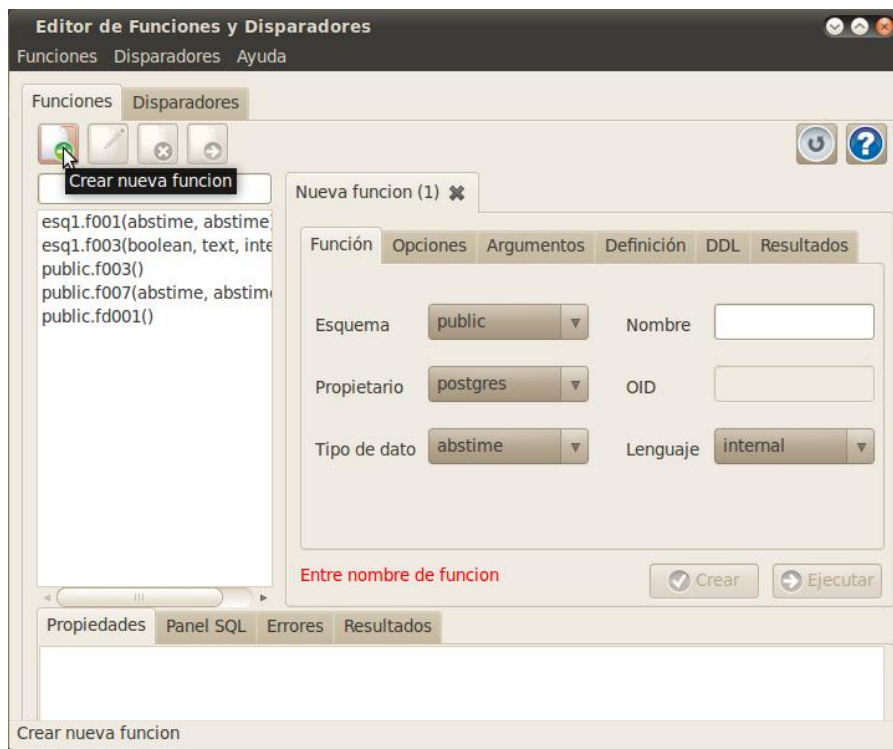 Editor de Funciones y Disparadores
Funciones Disparadores Ayuda
Funciones Disparadores
Crear nueva funcion
esq1.f001(abstime, abstime)
esq1.f003(boolean, text, inte
public.f003()
public.f007(abstime, abstime
public.fd001()
Nueva funcion (1)
Función Opciones Argumentos Definición DDL Resultados
Esquema public Nombre
Propietario postgres OID
Tipo de dato abstime Lenguaje internal
Entre nombre de funcion Crear Ejecutar
Propiedades Panel SQL Errores Resultados
Crear nueva funcion